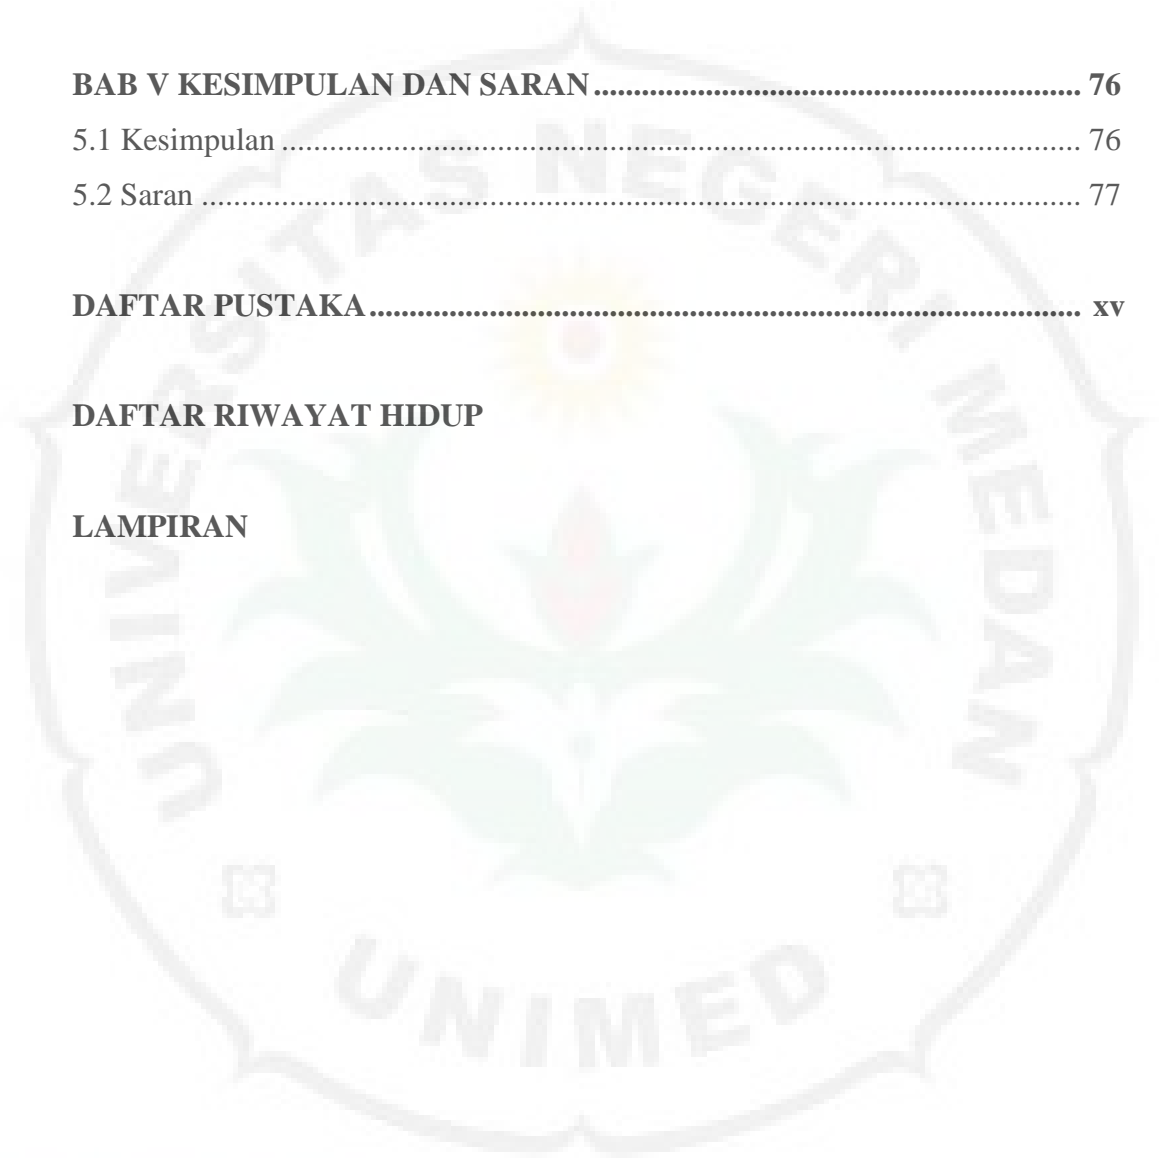 BAB V KESIMPULAN DAN SARAN ............................................................. 76
5.1 Kesimpulan .................................................................................................... 76
5.2 Saran .............................................................................................................. 77
DAFTAR PUSTAKA ......................................................................................... xv
DAFTAR RIWAYAT HIDUP
LAMPIRAN
UNIVERSITAS NEGERI MEDAN
UNIMED